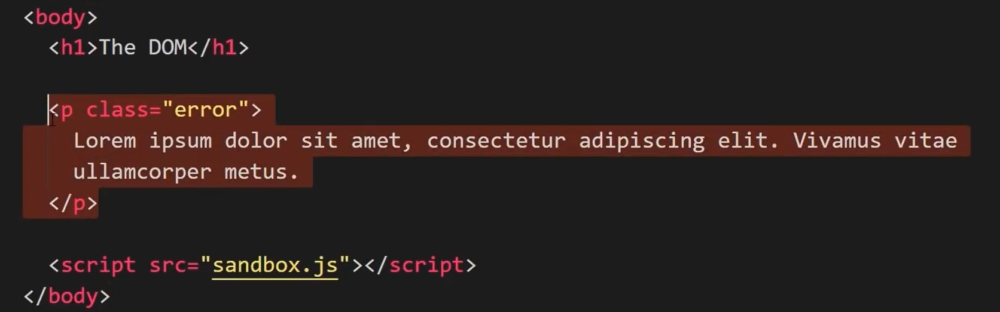 <body>
<h1>The DOM</h1>
<p class="error">
Lorem ipsum dolor sit amet, consectetur adipiscing elit. Vivamus vitae
ullamcorper metus.
</p>
<script src="sandbox.js"></script>
</body>